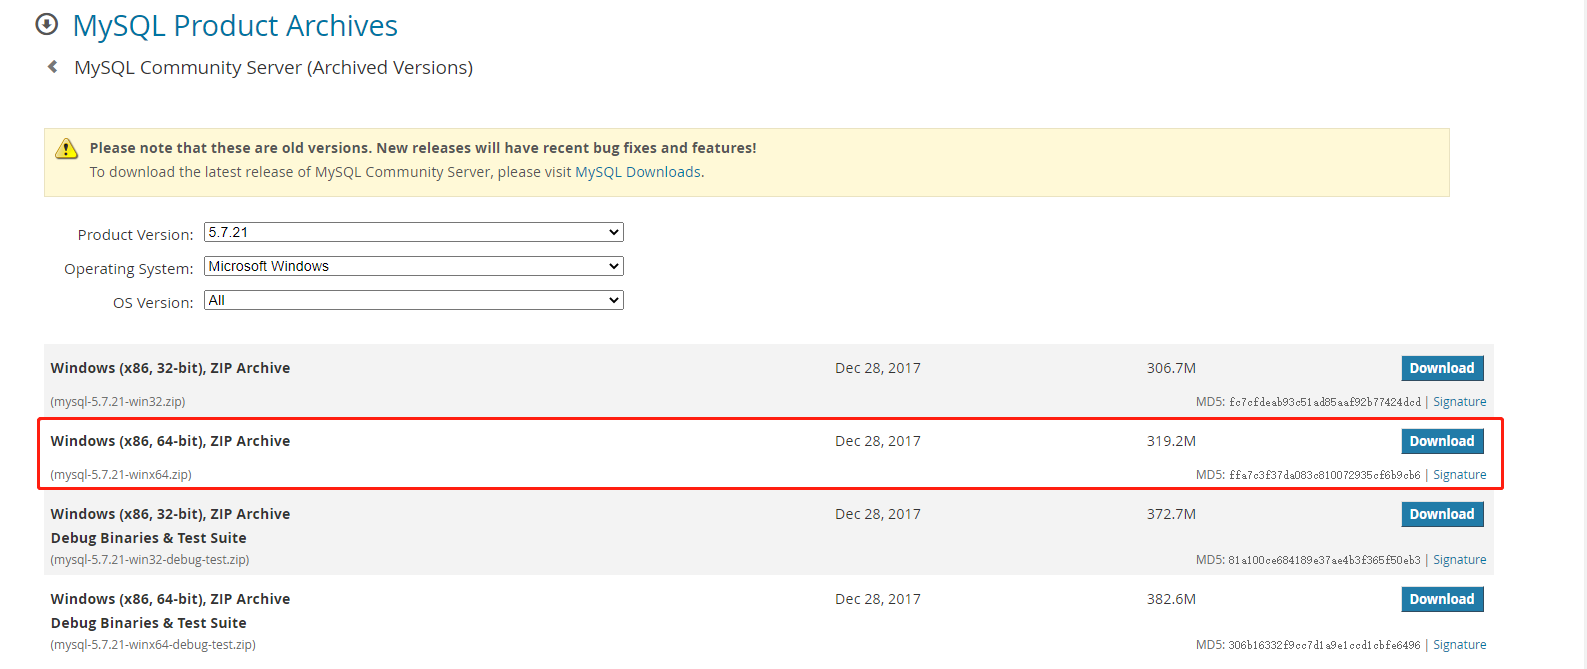 MySQL Product Archives
MySQL Community Server (Archived Versions)
Please note that these are old versions. New releases will have recent bug fixes and features!
To download the latest release of MySQL Community Server, please visit MySQL Downloads.
Product Version: 5.7.21
Operating System: Microsoft Windows
OS Version: All
Windows (x86, 32-bit), ZIP Archive Dec 28, 2017 306.7M Download
(mysql-5.7.21-win32.zip) MD5: fc7cfdeab93c51ad85aaf92b77424dcd | Signature
Windows (x86, 64-bit), ZIP Archive Dec 28, 2017 319.2M Download
(mysql-5.7.21-winx64.zip) MD5: ffa7c3f37da083c810072935cf6b9cb6 | Signature
Windows (x86, 32-bit), ZIP Archive Dec 28, 2017 372.7M Download
Debug Binaries & Test Suite
(mysql-5.7.21-win32-debug-test.zip) MD5: 81a100ce684189e37ae4b3f365f50eb3 | Signature
Windows (x86, 64-bit), ZIP Archive Dec 28, 2017 382.6M Download
Debug Binaries & Test Suite
(mysql-5.7.21-winx64-debug-test.zip) MD5: 306b16332f9cc7d1a9e1ccd1cbfe6496 | Signature